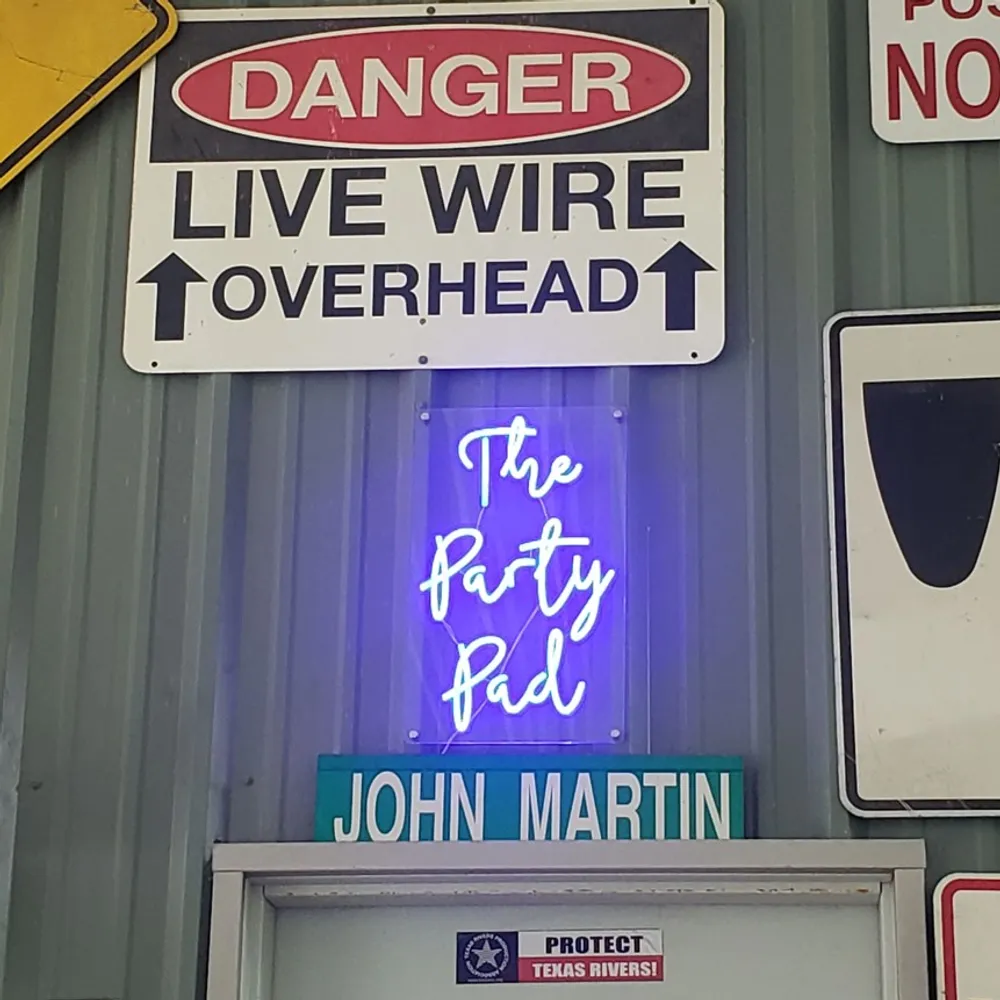 DANGER
LIVE WIRE
OVERHEAD
NO
The
Party
Pad
JOHN MARTIN
PROTECT
TEXAS RIVERS!